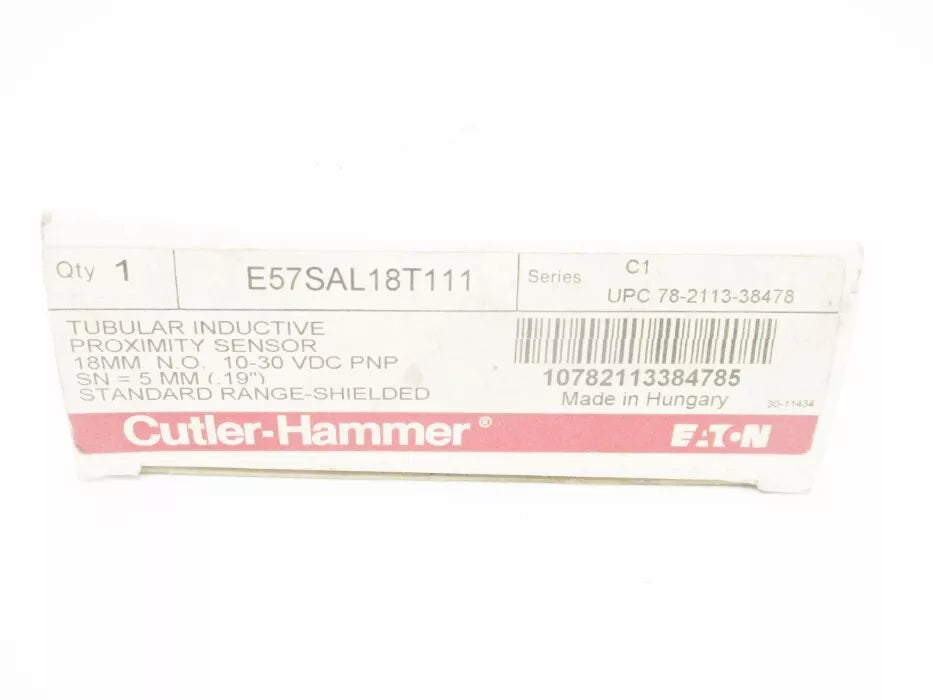 Qty 1
E57SAL18T111
Series C1
UPC 78-2113-38478
TUBULAR INDUCTIVE
PROXIMITY SENSOR
18MM N.O. 10-30 VDC PNP
SN = 5 MM (.19")
STANDARD RANGE-SHIELDED
10782113384785
Made in Hungary
30-11434
Cutler-Hammer®
EATON